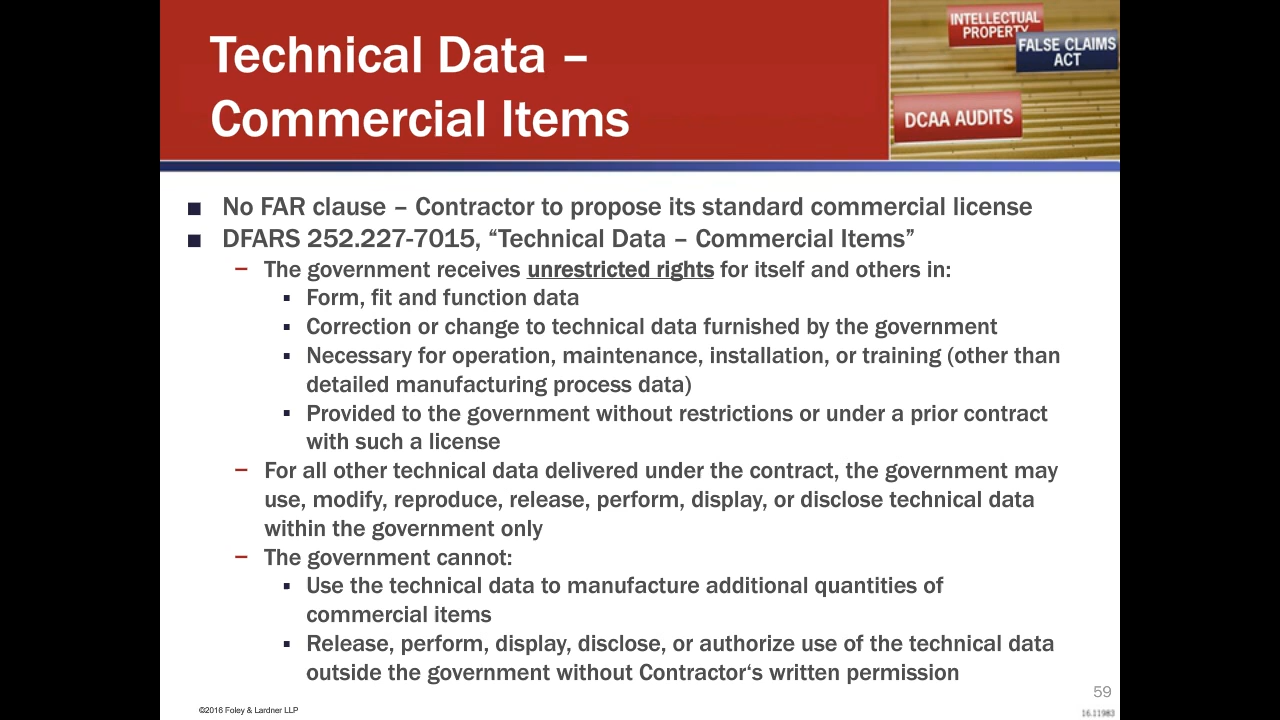 Technical Data –
Commercial Items
INTELLECTUAL
PROPERTY
FALSE CLAIMS
ACT
DCAA AUDITS
■ No FAR clause – Contractor to propose its standard commercial license
■ DFARS 252.227-7015, “Technical Data – Commercial Items”
– The government receives unrestricted rights for itself and others in:
▪ Form, fit and function data
▪ Correction or change to technical data furnished by the government
▪ Necessary for operation, maintenance, installation, or training (other than
detailed manufacturing process data)
▪ Provided to the government without restrictions or under a prior contract
with such a license
– For all other technical data delivered under the contract, the government may
use, modify, reproduce, release, perform, display, or disclose technical data
within the government only
– The government cannot:
▪ Use the technical data to manufacture additional quantities of
commercial items
▪ Release, perform, display, disclose, or authorize use of the technical data
outside the government without Contractor‘s written permission
59
©2016 Foley & Lardner LLP
16.11983